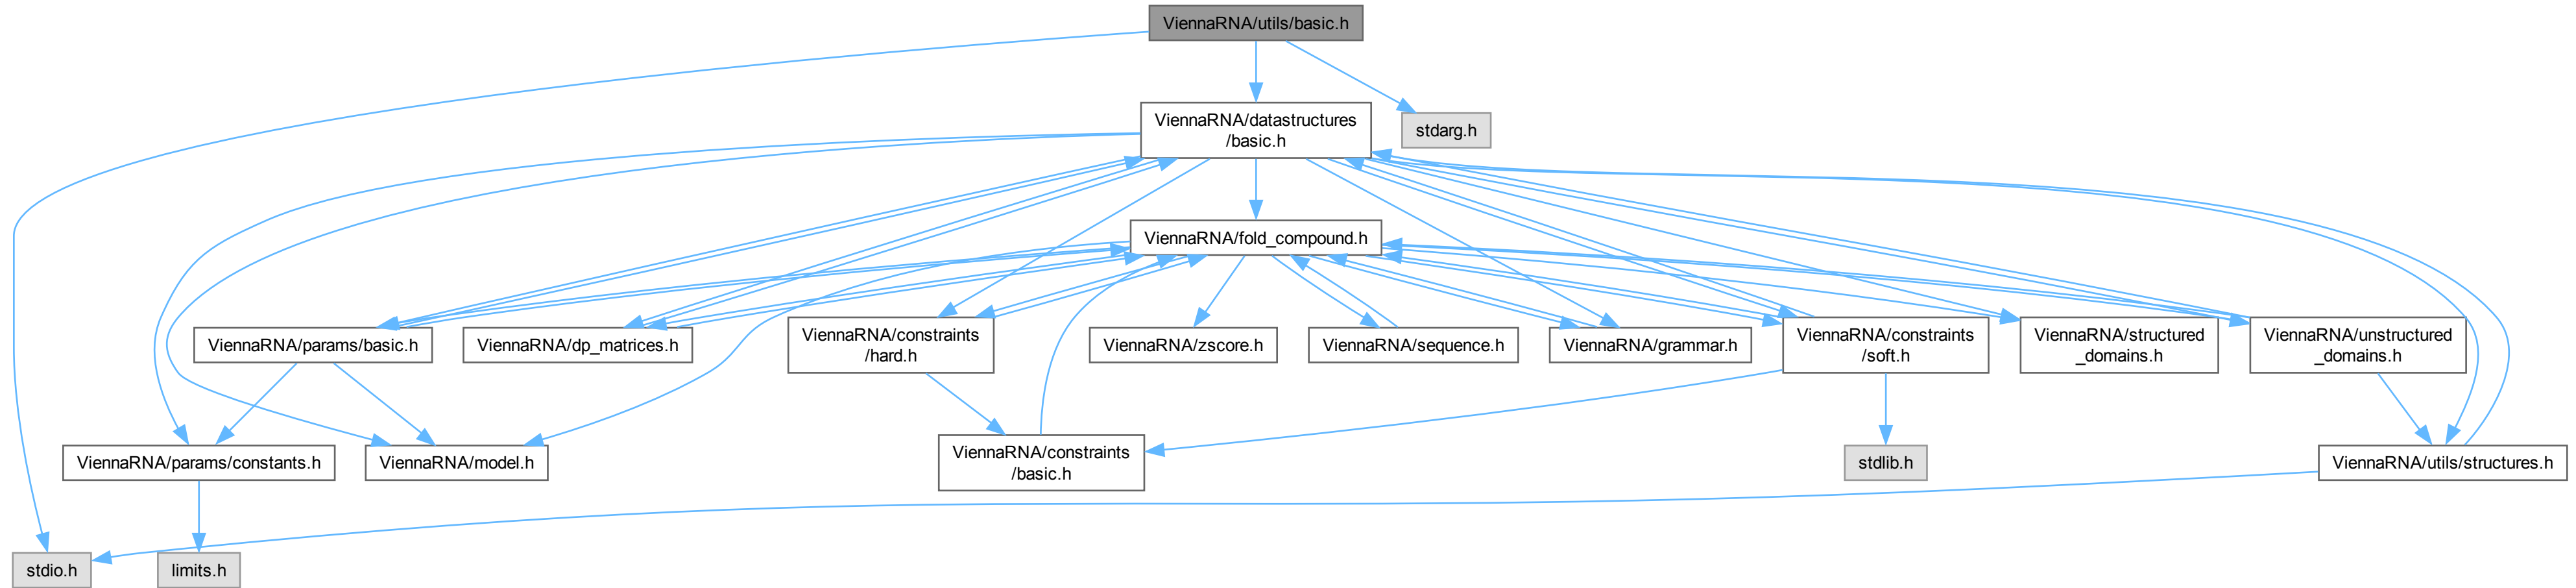 ViennaRNA/utils/basic.h
ViennaRNA/datastructures
/basic.h
stdarg.h
ViennaRNA/fold_compound.h
ViennaRNA/params/basic.h
ViennaRNA/dp_matrices.h
ViennaRNA/constraints
/hard.h
ViennaRNA/zscore.h
ViennaRNA/sequence.h
ViennaRNA/grammar.h
ViennaRNA/constraints
/soft.h
ViennaRNA/structured
_domains.h
ViennaRNA/unstructured
_domains.h
ViennaRNA/params/constants.h
ViennaRNA/model.h
ViennaRNA/constraints
/basic.h
stdlib.h
ViennaRNA/utils/structures.h
stdio.h
limits.h